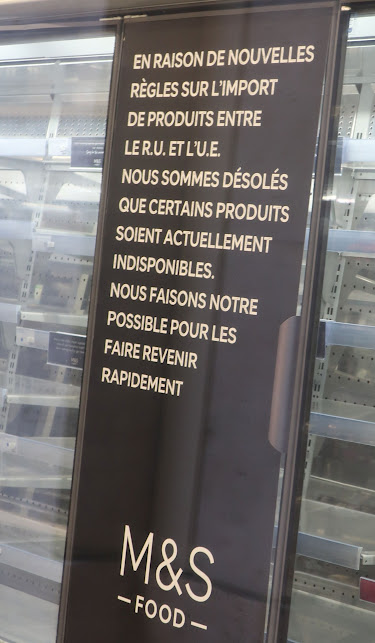 EN RAISON DE NOUVELLES
RÈGLES SUR L'IMPORT
DE PRODUITS ENTRE
LE R.U. ET L'U.E.
NOUS SOMMES DÉSOLÉS
QUE CERTAINS PRODUITS
SOIENT ACTUELLEMENT
INDISPONIBLES.
NOUS FAISONS NOTRE
POSSIBLE POUR LES
FAIRE REVENIR
RAPIDEMENT
M&S
—FOOD—